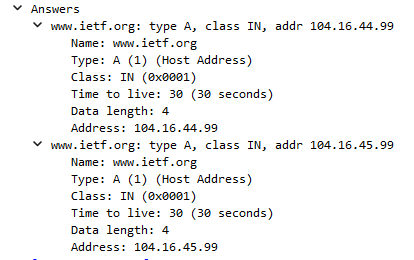 Answers
www.ietf.org: type A, class IN, addr 104.16.44.99
Name: www.ietf.org
Type: A (1) (Host Address)
Class: IN (0x0001)
Time to live: 30 (30 seconds)
Data length: 4
Address: 104.16.44.99
www.ietf.org: type A, class IN, addr 104.16.45.99
Name: www.ietf.org
Type: A (1) (Host Address)
Class: IN (0x0001)
Time to live: 30 (30 seconds)
Data length: 4
Address: 104.16.45.99